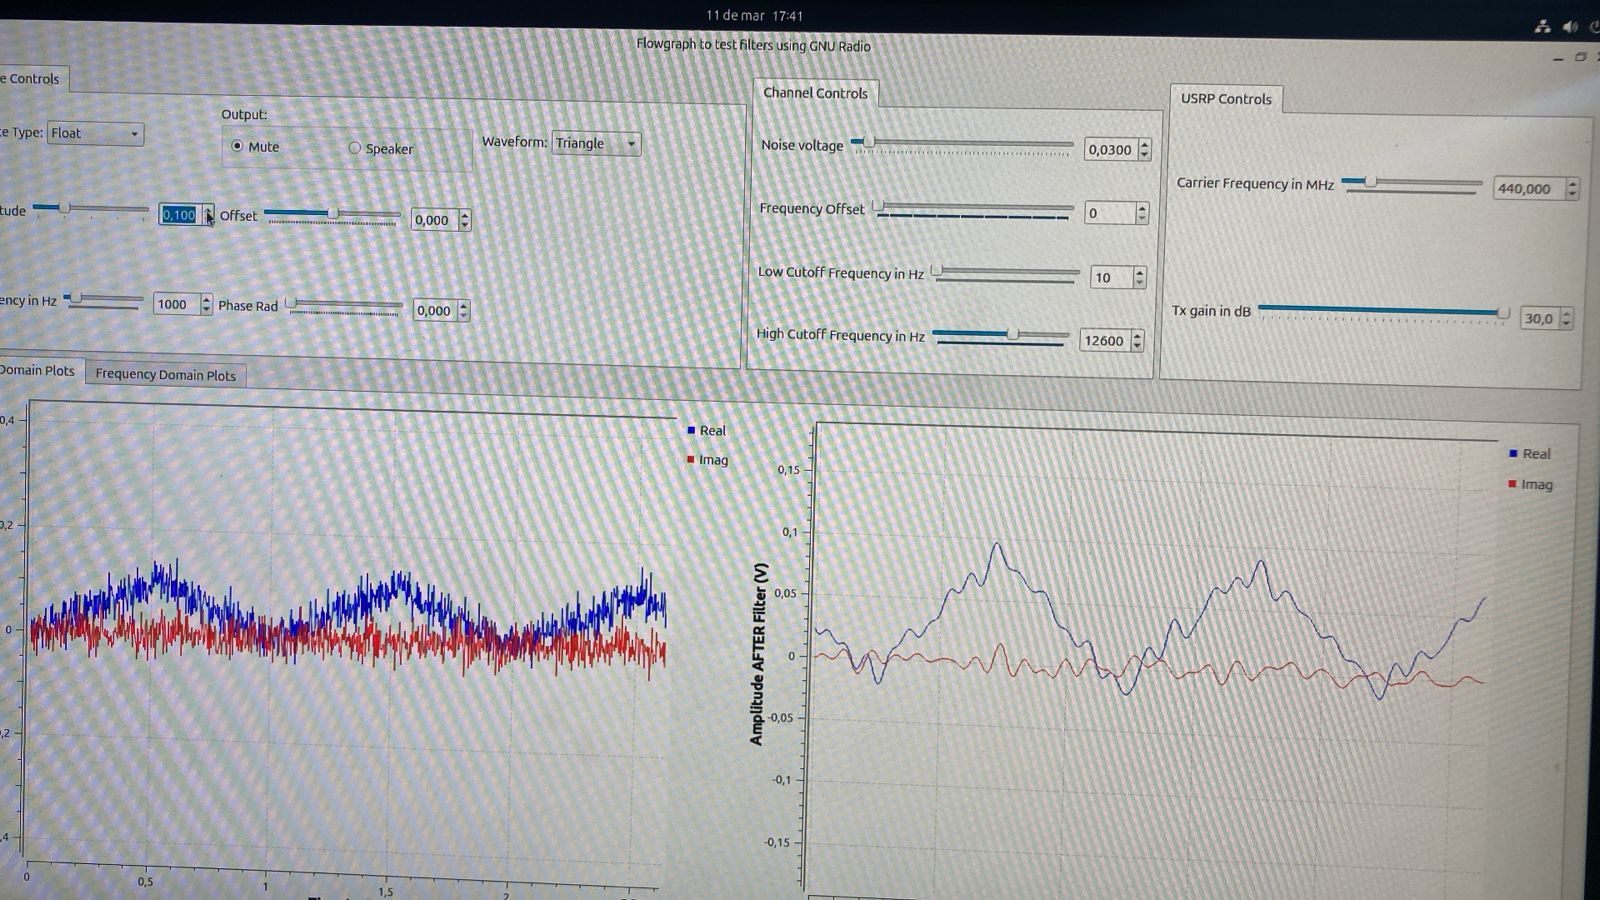 11 de mar 17:41
Flowgraph to test filters using GNU Radio
e Controls
Channel Controls
USRP Controls
e Type: Float
Output:
Mute
Speaker
Waveform: Triangle
tude
0,100
Offset
0,000
ency in Hz
1000
Phase Rad
0,000
Noise voltage
0,0300
Frequency Offset
0
Low Cutoff Frequency in Hz
10
High Cutoff Frequency in Hz
12600
Carrier Frequency in MHz
440,000
Tx gain in dB
30,0
Domain Plots
Frequency Domain Plots
0,4
0,2
0
,2
,4
0
0,5
1
1,5
2
Real
Imag
Amplitude AFTER Filter (V)
0,15
0,1
0,05
0
-0,05
-0,1
-0,15
Real
Imag